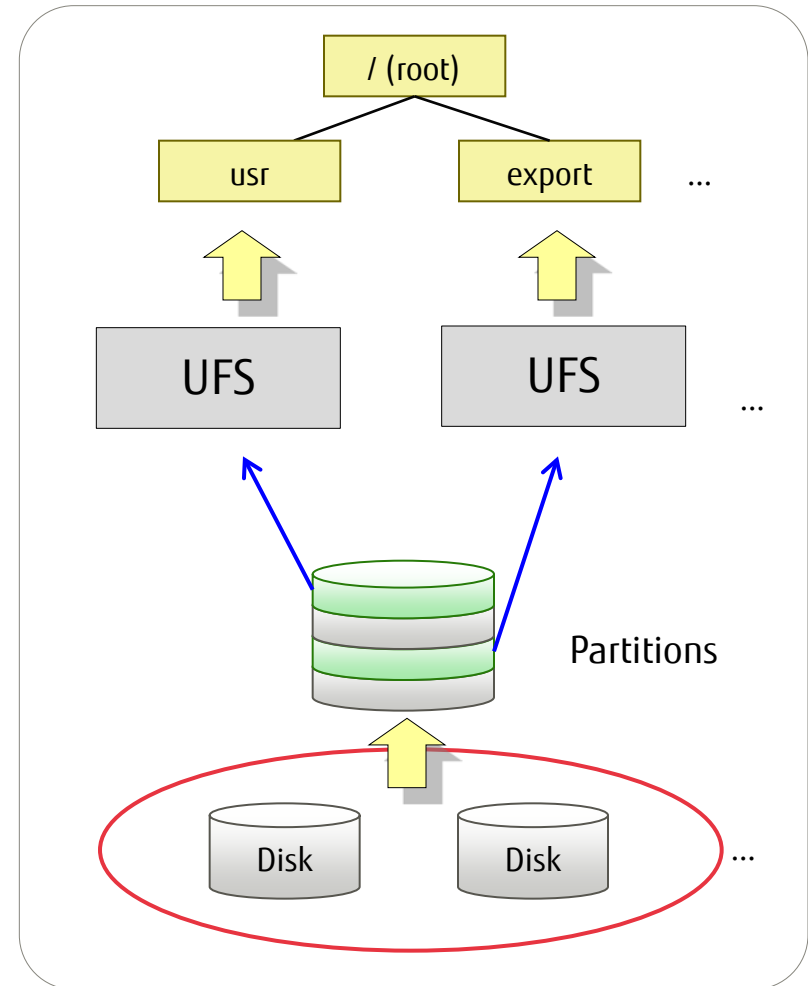 / (root)
usr
export
...
UFS
UFS
...
Partitions
Disk
Disk
...